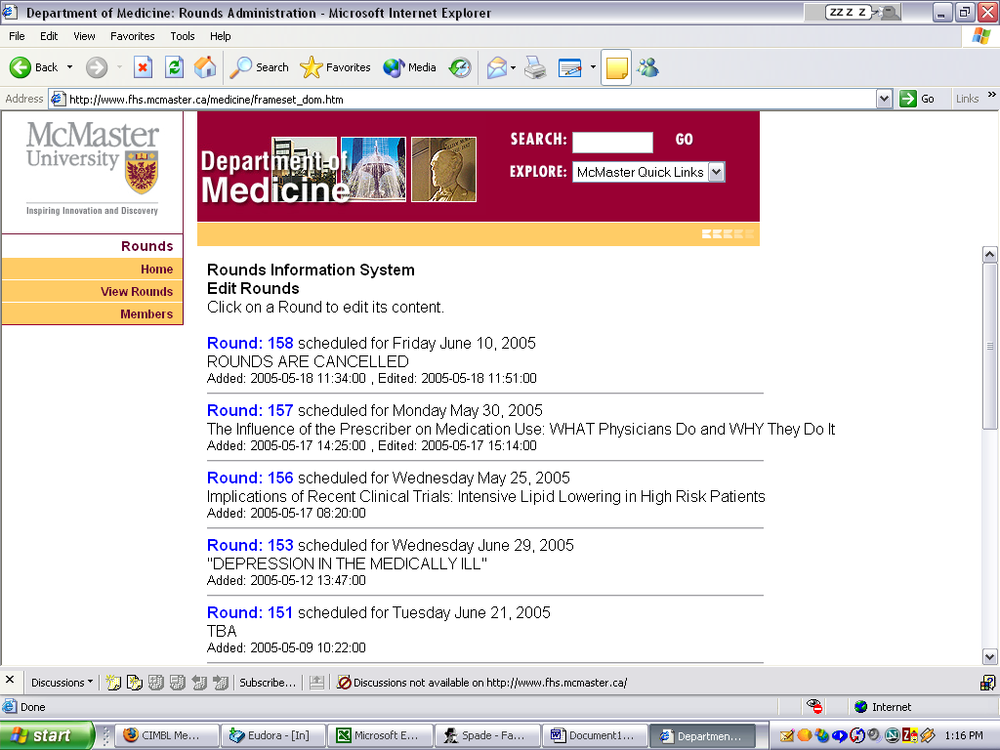 Department of Medicine: Rounds Administration - Microsoft Internet Explorer
zz z z
File Edit View Favorites Tools Help
Back Search Favorites Media
Address http://www.fhs.mcmaster.ca/medicine/frameset_dom.htm Go Links »
McMaster
University
Inspiring Innovation and Discovery
Department of
Medicine
SEARCH: GO
EXPLORE: McMaster Quick Links
Rounds
Home
View Rounds
Members
Rounds Information System
Edit Rounds
Click on a Round to edit its content.
Round: 158 scheduled for Friday June 10, 2005
ROUNDS ARE CANCELLED
Added: 2005-05-18 11:34:00 , Edited: 2005-05-18 11:51:00
Round: 157 scheduled for Monday May 30, 2005
The Influence of the Prescriber on Medication Use: WHAT Physicians Do and WHY They Do It
Added: 2005-05-17 14:25:00 , Edited: 2005-05-17 15:14:00
Round: 156 scheduled for Wednesday May 25, 2005
Implications of Recent Clinical Trials: Intensive Lipid Lowering in High Risk Patients
Added: 2005-05-17 08:20:00
Round: 153 scheduled for Wednesday June 29, 2005
"DEPRESSION IN THE MEDICALLY ILL"
Added: 2005-05-12 13:47:00
Round: 151 scheduled for Tuesday June 21, 2005
TBA
Added: 2005-05-09 10:22:00
Discussions Subscribe... Discussions not available on http://www.fhs.mcmaster.ca/
Done Internet
start CIMBL Me... Eudora - [In] Microsoft E... Spade - Fa... Document1... Departmen... 1:16 PM